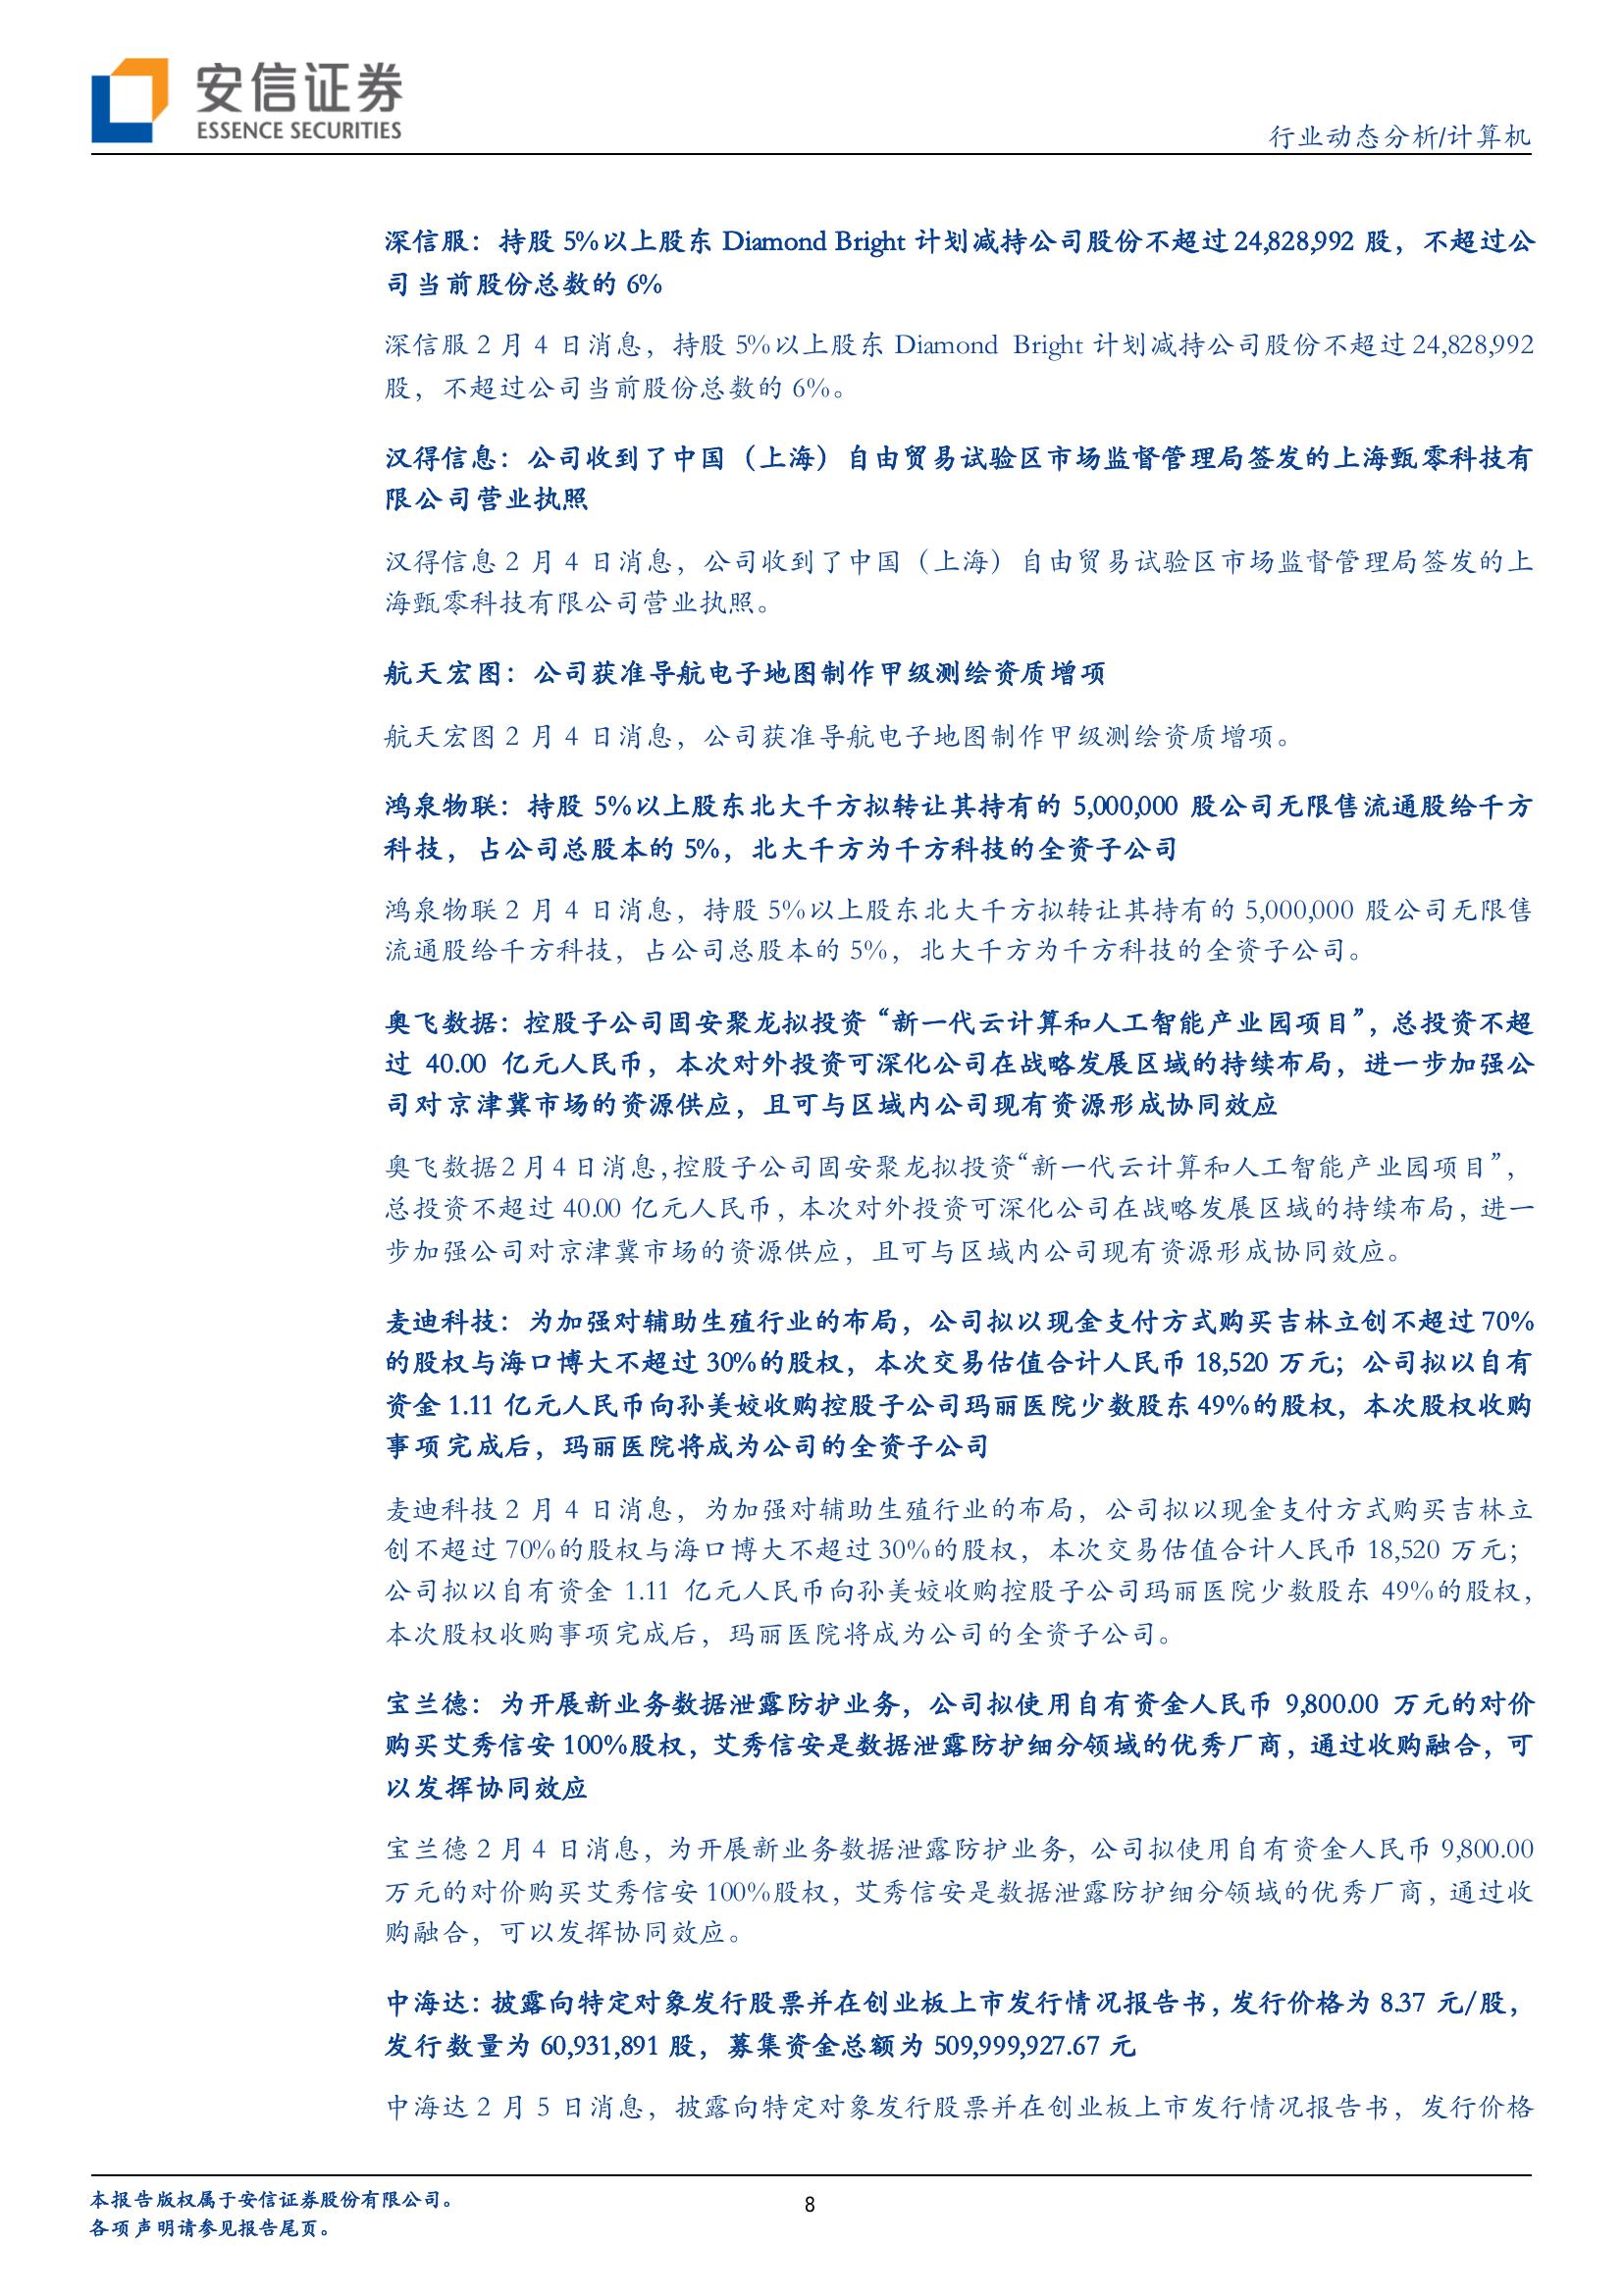 安信证券
ESSENCE SECURITIES
行业动态分析/计算机
深信服：持股 5%以上股东 Diamond Bright 计划减持公司股份不超过 24,828,992 股，不超过公
司当前股份总数的 6%
深信服 2 月 4 日消息，持股 5%以上股东 Diamond Bright 计划减持公司股份不超过 24,828,992
股，不超过公司当前股份总数的 6%。
汉得信息：公司收到了中国（上海）自由贸易试验区市场监督管理局签发的上海甄零科技有
限公司营业执照
汉得信息 2 月 4 日消息，公司收到了中国（上海）自由贸易试验区市场监督管理局签发的上
海甄零科技有限公司营业执照。
航天宏图：公司获准导航电子地图制作甲级测绘资质增项
航天宏图 2 月 4 日消息，公司获准导航电子地图制作甲级测绘资质增项。
鸿泉物联：持股 5%以上股东北大千方拟转让其持有的 5,000,000 股公司无限售流通股给千方
科技，占公司总股本的 5%，北大千方为千方科技的全资子公司
鸿泉物联 2 月 4 日消息，持股 5%以上股东北大千方拟转让其持有的 5,000,000 股公司无限售
流通股给千方科技，占公司总股本的 5%，北大千方为千方科技的全资子公司。
奥飞数据：控股子公司固安聚龙拟投资“新一代云计算和人工智能产业园项目”，总投资不超
过 40.00 亿元人民币，本次对外投资可深化公司在战略发展区域的持续布局，进一步加强公
司对京津冀市场的资源供应，且可与区域内公司现有资源形成协同效应
奥飞数据 2 月 4 日消息，控股子公司固安聚龙拟投资“新一代云计算和人工智能产业园项目”，
总投资不超过 40.00 亿元人民币，本次对外投资可深化公司在战略发展区域的持续布局，进一
步加强公司对京津冀市场的资源供应，且可与区域内公司现有资源形成协同效应。
麦迪科技：为加强对辅助生殖行业的布局，公司拟以现金支付方式购买吉林立创不超过 70%
的股权与海口博大不超过 30%的股权，本次交易估值合计人民币 18,520 万元；公司拟以自有
资金 1.11 亿元人民币向孙美姣收购控股子公司玛丽医院少数股东 49%的股权，本次股权收购
事项完成后，玛丽医院将成为公司的全资子公司
麦迪科技 2 月 4 日消息，为加强对辅助生殖行业的布局，公司拟以现金支付方式购买吉林立
创不超过 70%的股权与海口博大不超过 30%的股权，本次交易估值合计人民币 18,520 万元；
公司拟以自有资金 1.11 亿元人民币向孙美姣收购控股子公司玛丽医院少数股东 49%的股权，
本次股权收购事项完成后，玛丽医院将成为公司的全资子公司。
宝兰德：为开展新业务数据泄露防护业务，公司拟使用自有资金人民币 9,800.00 万元的对价
购买艾秀信安 100%股权，艾秀信安是数据泄露防护细分领域的优秀厂商，通过收购融合，可
以发挥协同效应
宝兰德 2 月 4 日消息，为开展新业务数据泄露防护业务，公司拟使用自有资金人民币 9,800.00
万元的对价购买艾秀信安 100%股权，艾秀信安是数据泄露防护细分领域的优秀厂商，通过收
购融合，可以发挥协同效应。
中海达：披露向特定对象发行股票并在创业板上市发行情况报告书，发行价格为 8.37 元/股，
发行数量为 60,931,891 股，募集资金总额为 509,999,927.67 元
中海达 2 月 5 日消息，披露向特定对象发行股票并在创业板上市发行情况报告书，发行价格
本报告版权属于安信证券股份有限公司。
各项声明请参见报告尾页。
8